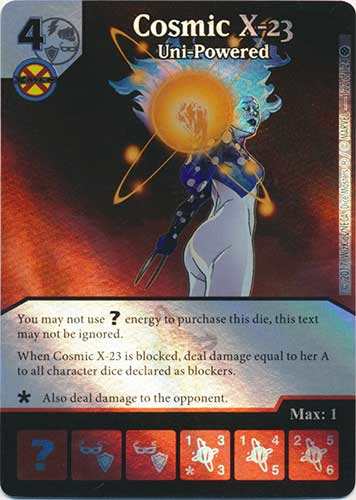 4
Cosmic X-23
Uni-Powered
You may not use ? energy to purchase this die, this text
may not be ignored.
When Cosmic X-23 is blocked, deal damage equal to her A
to all character dice declared as blockers.
* Also deal damage to the opponent.
Max: 1
? 1 3 * 3 1 4 5 2 5 6